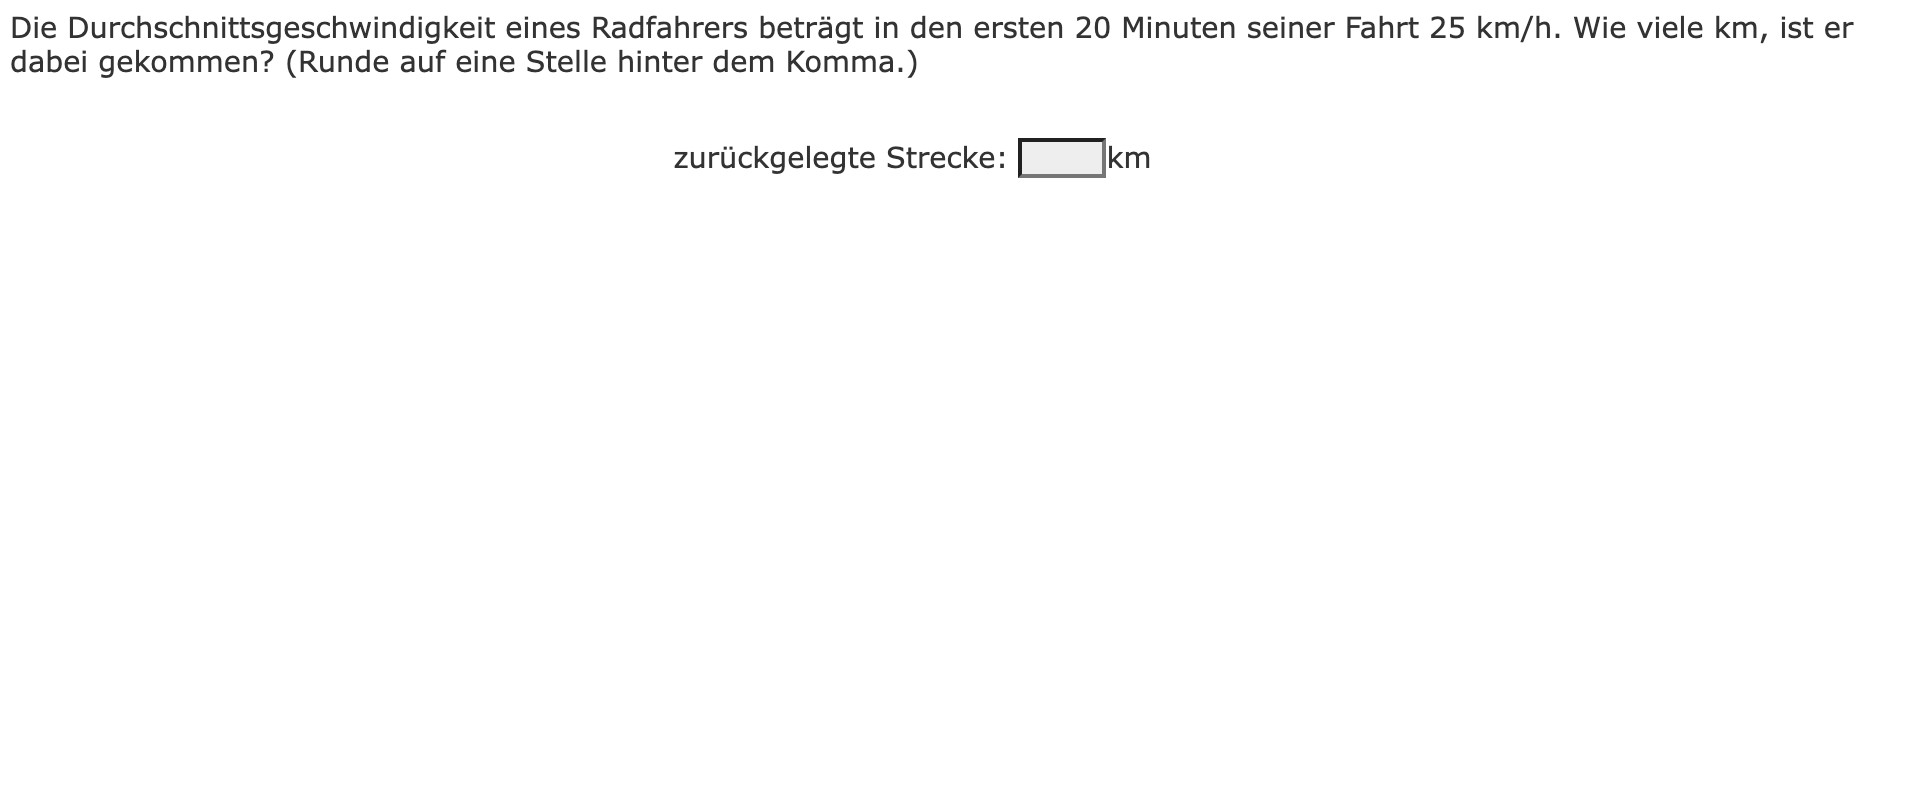 Die Durchschnittsgeschwindigkeit eines Radfahrers beträgt in den ersten 20 Minuten seiner Fahrt 25 km/h. Wie viele km, ist er
dabei gekommen? (Runde auf eine Stelle hinter dem Komma.)
zurückgelegte Strecke: km